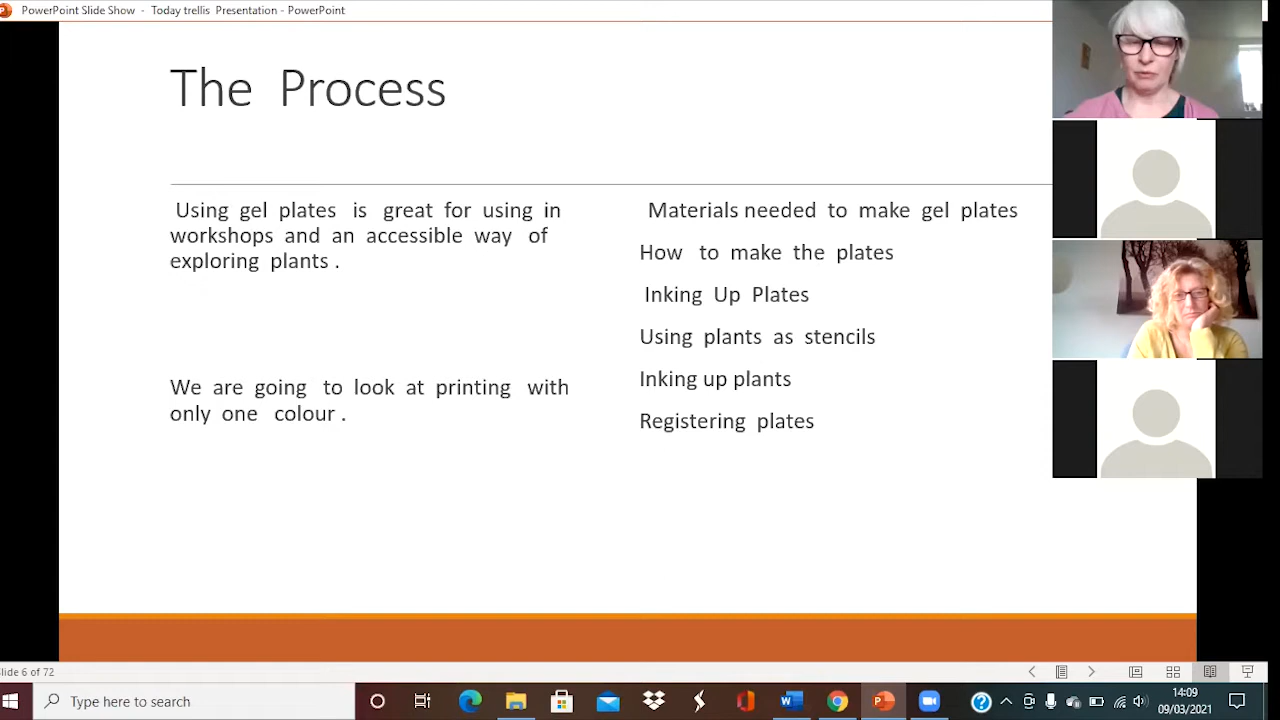 PowerPoint Slide Show - Today trellis Presentation - PowerPoint
The Process
Using gel plates is great for using in
workshops and an accessible way of
exploring plants .
We are going to look at printing with
only one colour .
Materials needed to make gel plates
How to make the plates
Inking Up Plates
Using plants as stencils
Inking up plants
Registering plates
Slide 6 of 72
Type here to search
14:09
09/03/2021